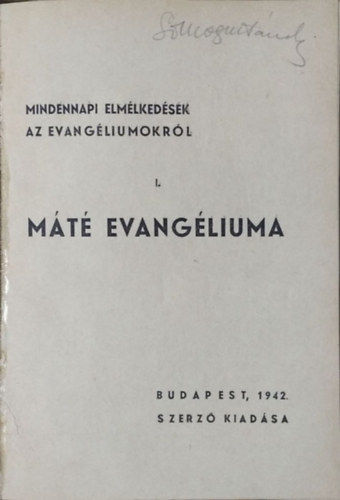 MINDENNAPI ELMÉLKEDÉSEK
AZ EVANGÉLIUMOKRÓL
I.
MÁTÉ EVANGÉLIUMA
BUDAPEST, 1942.
SZERZŐ KIADÁSA